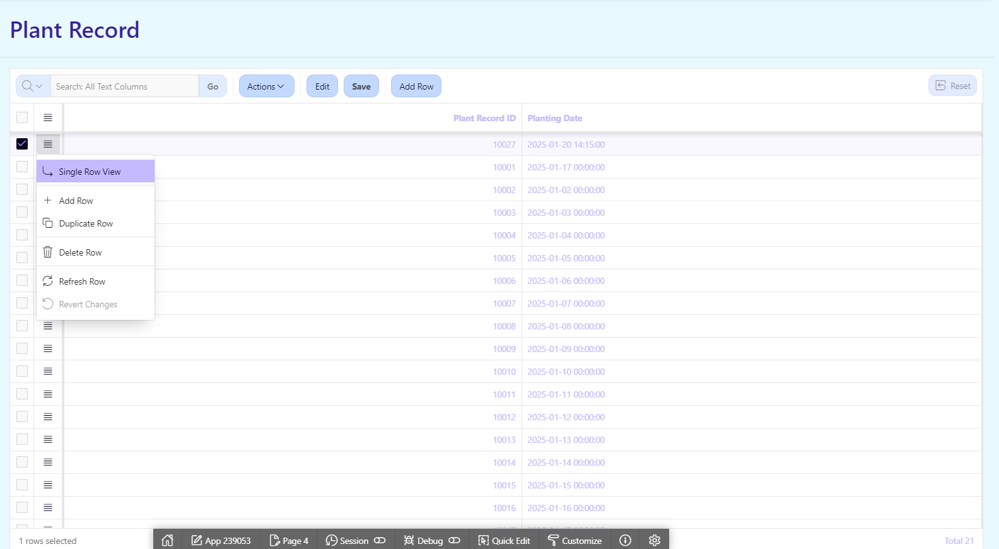 Plant Record
Search: All Text Columns
Go
Actions
Edit
Save
Add Row
Reset
Plant Record ID
Planting Date
10027
2025-01-20 14:15:00
Single Row View
Add Row
Duplicate Row
Delete Row
Refresh Row
Revert Changes
10001
2025-01-17 00:00:00
10002
2025-01-02 00:00:00
10003
2025-01-03 00:00:00
10004
2025-01-04 00:00:00
10005
2025-01-05 00:00:00
10006
2025-01-06 00:00:00
10007
2025-01-07 00:00:00
10008
2025-01-08 00:00:00
10009
2025-01-09 00:00:00
10010
2025-01-10 00:00:00
10011
2025-01-11 00:00:00
10012
2025-01-12 00:00:00
10013
2025-01-13 00:00:00
10014
2025-01-14 00:00:00
10015
2025-01-15 00:00:00
10016
2025-01-16 00:00:00
1 rows selected
App 239053
Page 4
Session
Debug
Quick Edit
Customize
Total 21